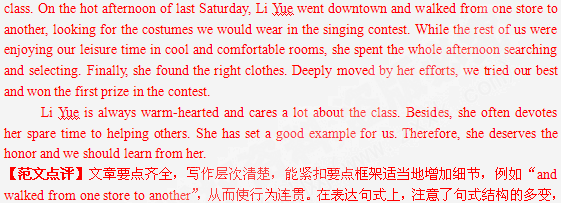 class. On the hot afternoon of last Saturday, Li Yue went downtown and walked from one store to
another, looking for the costumes we would wear in the singing contest. While the rest of us were
enjoying our leisure time in cool and comfortable rooms, she spent the whole afternoon searching
and selecting. Finally, she found the right clothes. Deeply moved by her efforts, we tried our best
and won the first prize in the contest.
Li Yue is always warm-hearted and cares a lot about the class. Besides, she often devotes
her spare time to helping others. She has set a good example for us. Therefore, she deserves the
honor and we should learn from her.
【范文点评】文章要点齐全，写作层次清楚，能紧扣要点框架适当地增加细节，例如“and
walked from one store to another”，从而使行为连贯。在表达句式上，注意了句式结构的多变，